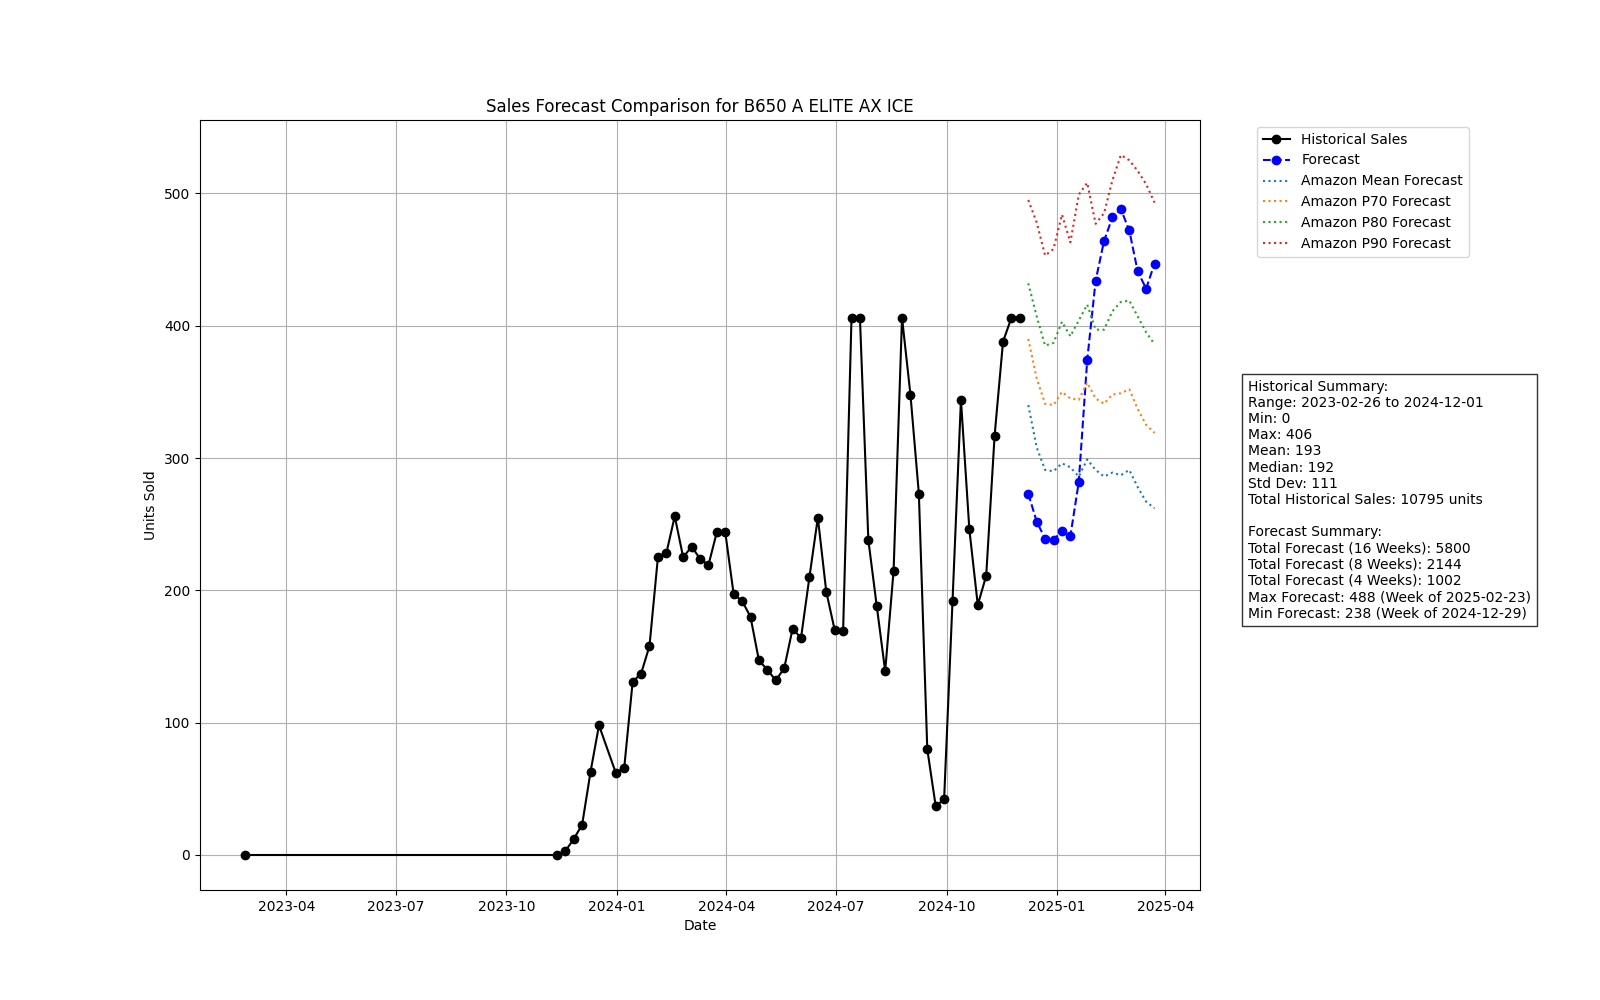 Sales Forecast Comparison for B650 A ELITE AX ICE
Units Sold
500
400
300
200
100
0
2023-04
2023-07
2023-10
2024-01
2024-04
2024-07
2024-10
2025-01
2025-04
Date
Historical Sales
Forecast
Amazon Mean Forecast
Amazon P70 Forecast
Amazon P80 Forecast
Amazon P90 Forecast
Historical Summary:
Range: 2023-02-26 to 2024-12-01
Min: 0
Max: 406
Mean: 193
Median: 192
Std Dev: 111
Total Historical Sales: 10795 units
Forecast Summary:
Total Forecast (16 Weeks): 5800
Total Forecast (8 Weeks): 2144
Total Forecast (4 Weeks): 1002
Max Forecast: 488 (Week of 2025-02-23)
Min Forecast: 238 (Week of 2024-12-29)